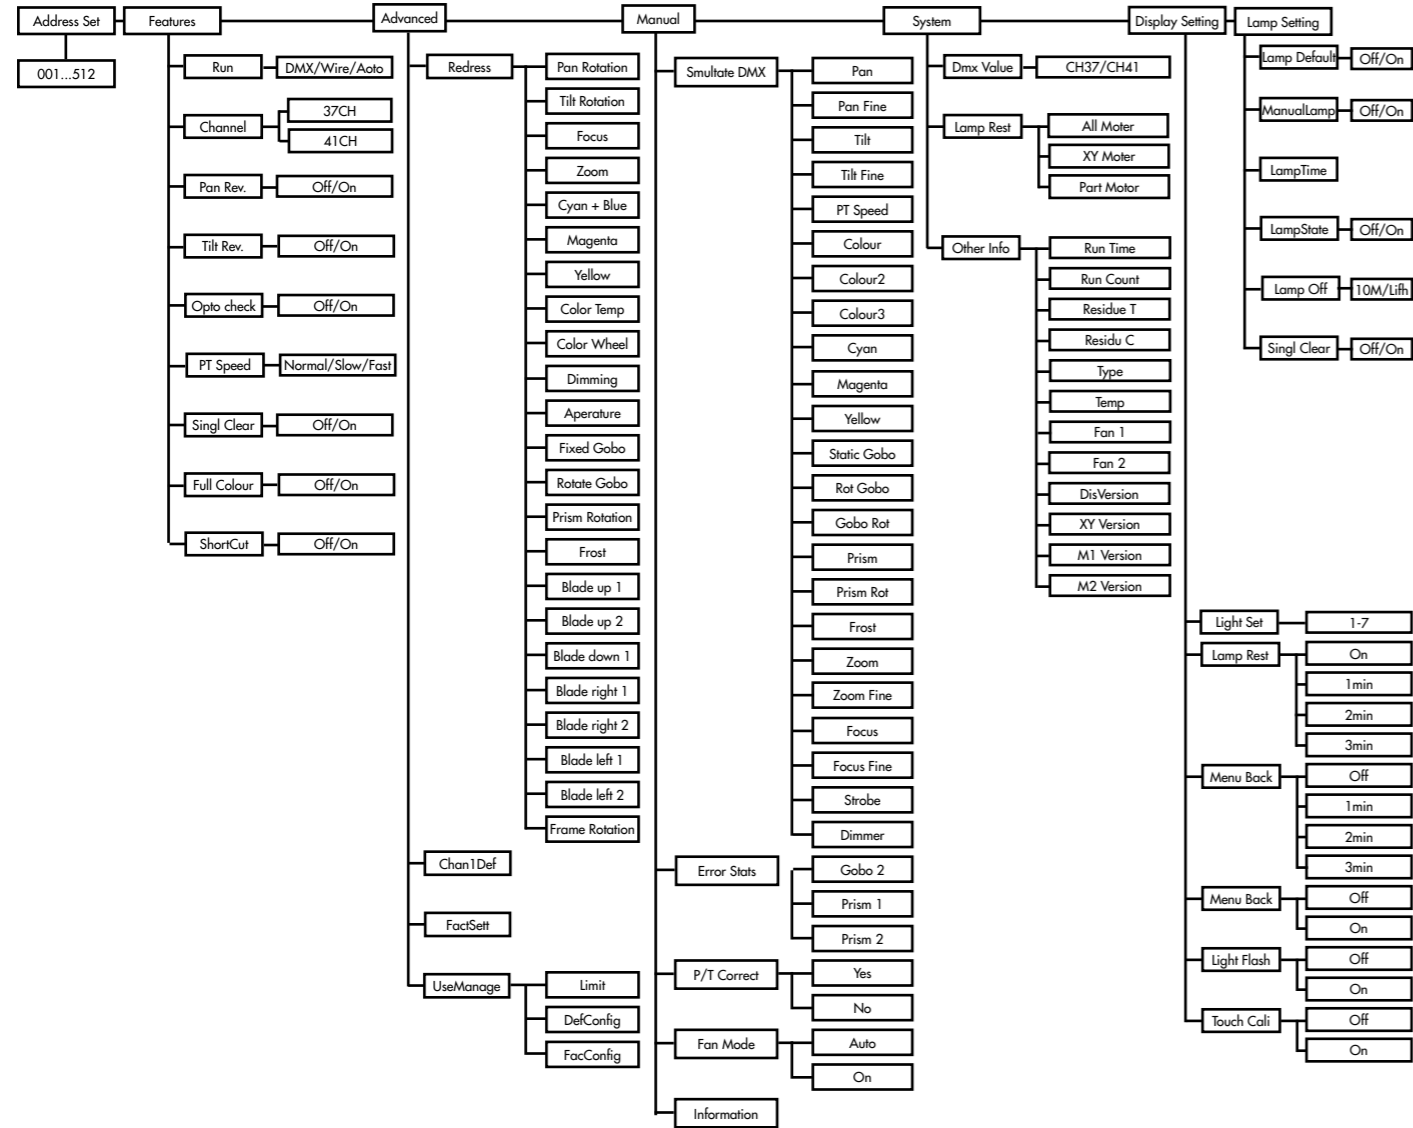 Address Set
Features
Advanced
Manual
System
Display Setting
Lamp Setting
001...512
Run
DMX/Wire/Aoto
Channel
37CH
41CH
Pan Rev.
Off/On
Tilt Rev.
Off/On
Opto check
Off/On
PT Speed
Normal/Slow/Fast
Singl Clear
Off/On
Full Colour
Off/On
ShortCut
Off/On
Redress
Pan Rotation
Tilt Rotation
Focus
Zoom
Cyan + Blue
Magenta
Yellow
Color Temp
Color Wheel
Dimming
Aperature
Fixed Gobo
Rotate Gobo
Prism Rotation
Frost
Blade up 1
Blade up 2
Blade down 1
Blade right 1
Blade right 2
Blade left 1
Blade left 2
Frame Rotation
Chan1Def
FactSett
UseManage
Limit
DefConfig
FacConfig
Smultate DMX
Pan
Pan Fine
Tilt
Tilt Fine
PT Speed
Colour
Colour2
Colour3
Cyan
Magenta
Yellow
Static Gobo
Rot Gobo
Gobo Rot
Prism
Prism Rot
Frost
Zoom
Zoom Fine
Focus
Focus Fine
Strobe
Dimmer
Error Stats
Gobo 2
Prism 1
Prism 2
P/T Correct
Yes
No
Fan Mode
Auto
On
Information
Dmx Value
CH37/CH41
Lamp Rest
All Moter
XY Moter
Part Motor
Other Info
Run Time
Run Count
Residue T
Residu C
Type
Temp
Fan 1
Fan 2
DisVersion
XY Version
M1 Version
M2 Version
Light Set
1-7
Lamp Rest
On
1min
2min
3min
Menu Back
Off
1min
2min
3min
Menu Back
Off
On
Light Flash
Off
On
Touch Cali
Off
On
Lamp Default
Off/On
ManualLamp
Off/On
LampTime
LampState
Off/On
Lamp Off
10M/Lifh
Singl Clear
Off/On